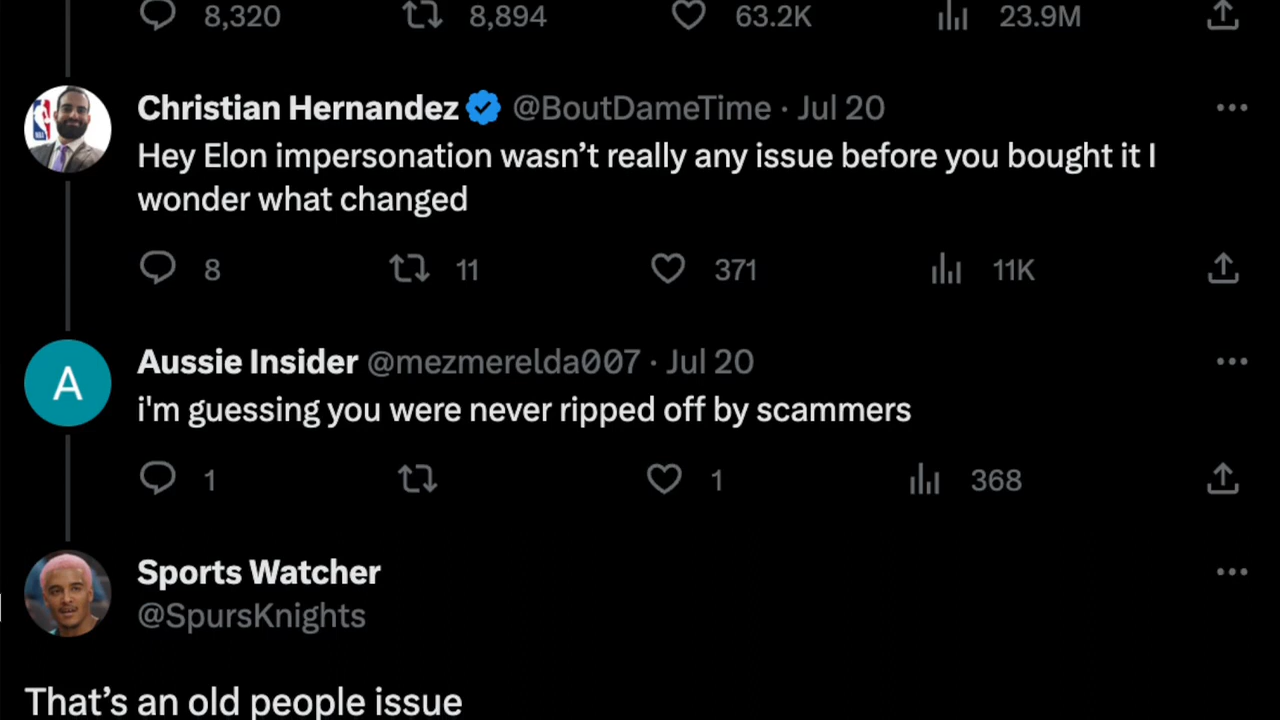 8,320 8,894 63.2K 23.9M
Christian Hernandez @BoutDameTime · Jul 20
Hey Elon impersonation wasn’t really any issue before you bought it I
wonder what changed
8 11 371 11K
A
Aussie Insider @mezmerelda007 · Jul 20
i'm guessing you were never ripped off by scammers
1 1 368
Sports Watcher
@SpursKnights
That’s an old people issue